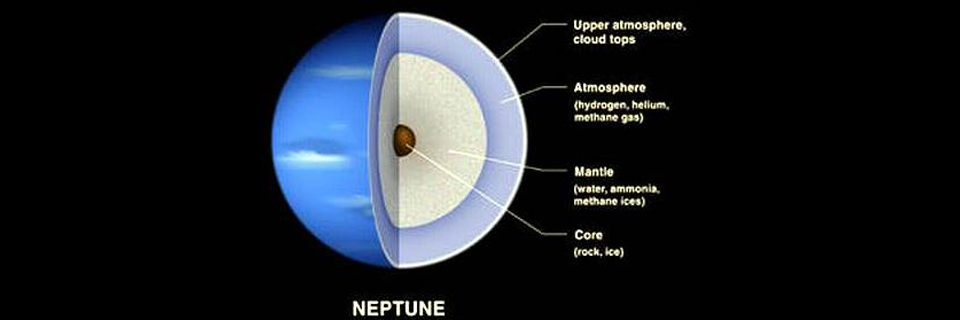 Upper atmosphere,
cloud tops
Atmosphere
(hydrogen, helium,
methane gas)
Mantle
(water, ammonia,
methane ices)
Core
(rock, ice)
NEPTUNE